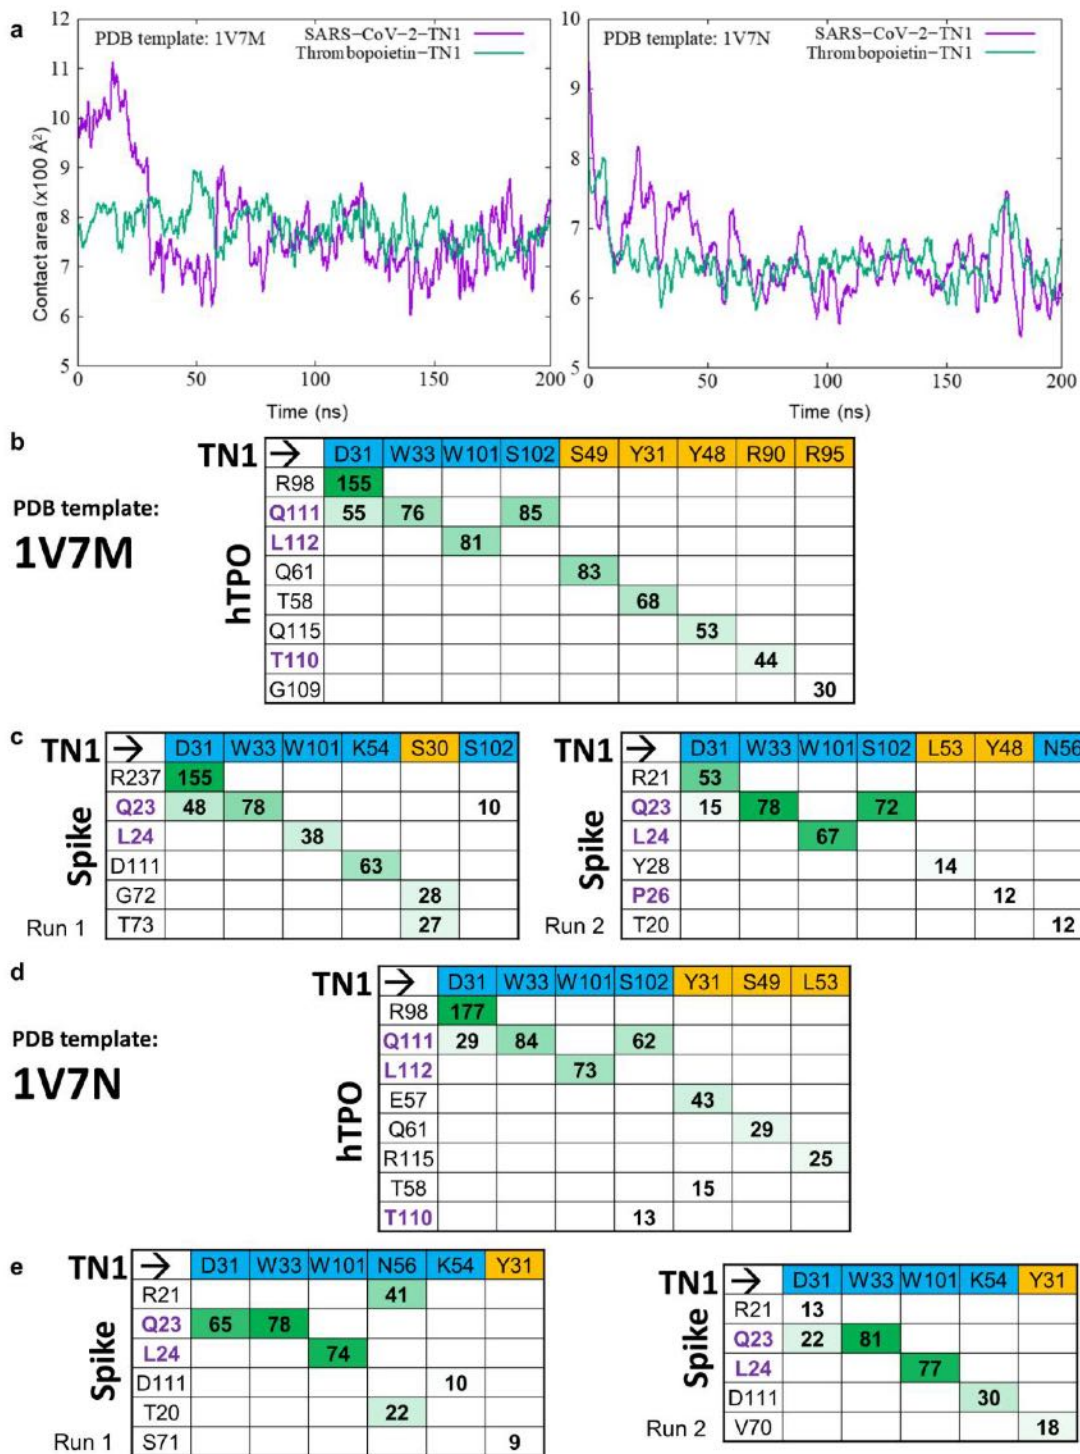 a
PDB template: 1V7M
SARS−CoV−2−TN1
Thrombopoietin−TN1
12
11
10
9
8
7
6
5
Contact area (x100 Å²)
0 50 100 150 200
Time (ns)
PDB template: 1V7N
SARS−CoV−2−TN1
Thrombopoietin−TN1
10
9
8
7
6
5
0 50 100 150 200
Time (ns)
b
PDB template:
1V7M
TN1 → D31 W33 W101 S102 S49 Y31 Y48 R90 R95
hTPO
R98 155
Q111 55 76 85
L112 81
Q61 83
T58 68
Q115 53
T110 44
G109 30
c
TN1 → D31 W33 W101 K54 S30 S102
Spike
R237 155
Q23 48 78 10
L24 38
D111 63
G72 28
T73 27
Run 1
TN1 → D31 W33 W101 S102 L53 Y48 N56
Spike
R21 53
Q23 15 78 72
L24 67
Y28 14
P26 12
T20 12
Run 2
d
PDB template:
1V7N
TN1 → D31 W33 W101 S102 Y31 S49 L53
hTPO
R98 177
Q111 29 84 62
L112 73
E57 43
Q61 29
R115 25
T58 15
T110 13
e
TN1 → D31 W33 W101 N56 K54 Y31
Spike
R21 41
Q23 65 78
L24 74
D111 10
T20 22
S71 9
Run 1
TN1 → D31 W33 W101 K54 Y31
Spike
R21 13
Q23 22 81
L24 77
D111 30
V70 18
Run 2